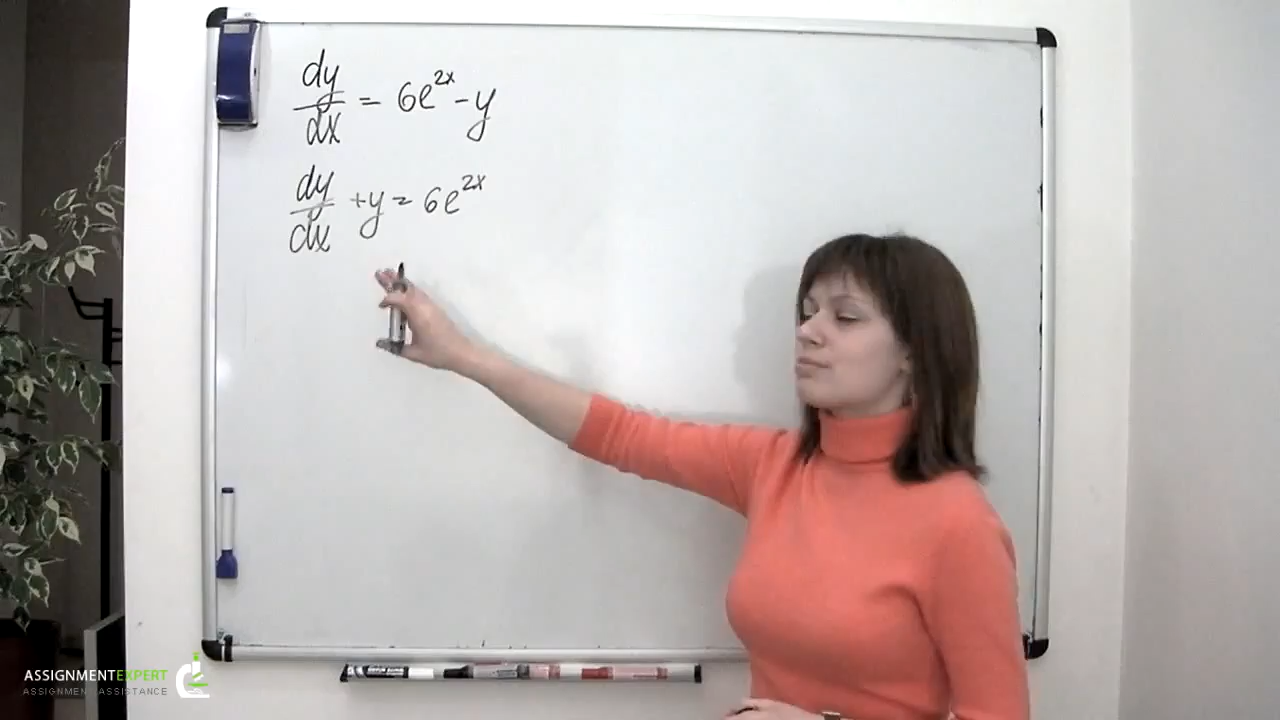 dy/dx = 6e^2x - y
dy/dx + y = 6e^2x
ASSIGNMENTEXPERT
ASSIGNMENT ASSISTANCE